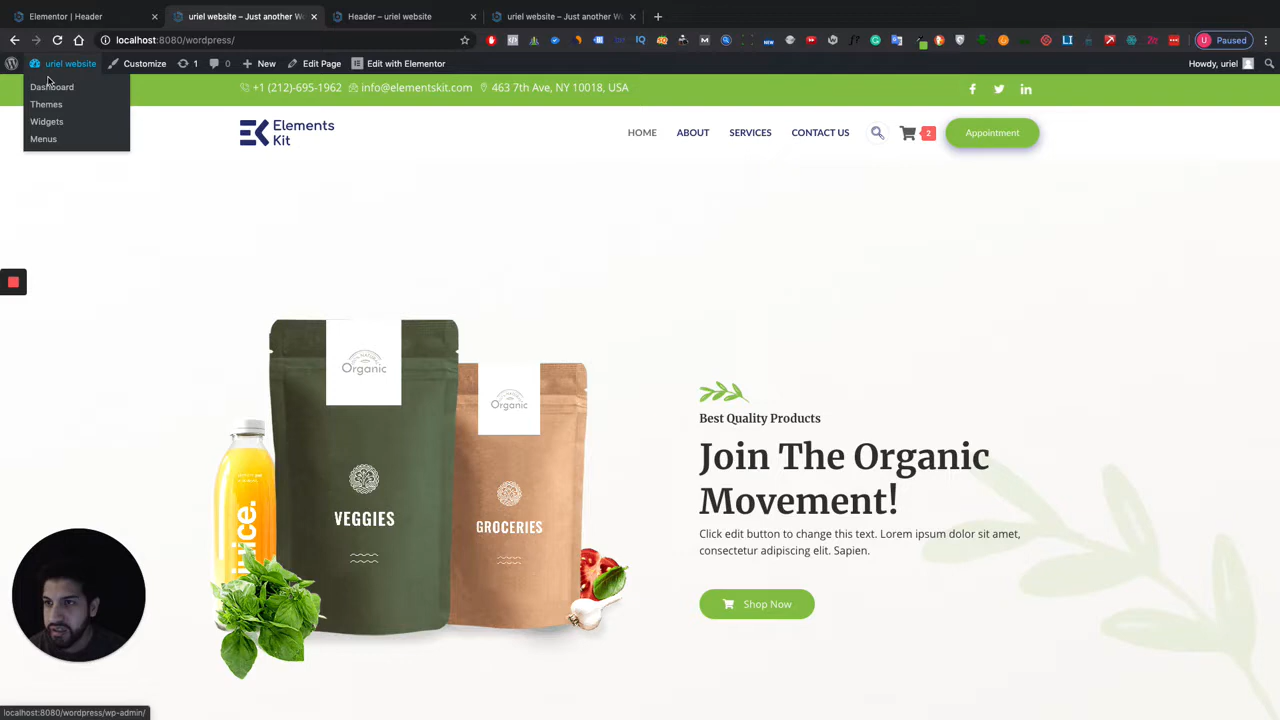 Elementor | Header
uriel website – Just another Wo
Header – uriel website
uriel website – Just another Wo
localhost:8080/wordpress/
Paused
uriel website
Customize
1
0
New
Edit Page
Edit with Elementor
Howdy, uriel
Dashboard
Themes
Widgets
Menus
+1 (212)-695-1962
info@elementskit.com
463 7th Ave, NY 10018, USA
Elements
Kit
HOME
ABOUT
SERVICES
CONTACT US
2
Appointment
Organic
Organic
VEGGIES
GROCERIES
juice.
Best Quality Products
Join The Organic
Movement!
Click edit button to change this text. Lorem ipsum dolor sit amet,
consectetur adipiscing elit. Sapien.
Shop Now
localhost:8080/wordpress/wp-admin/